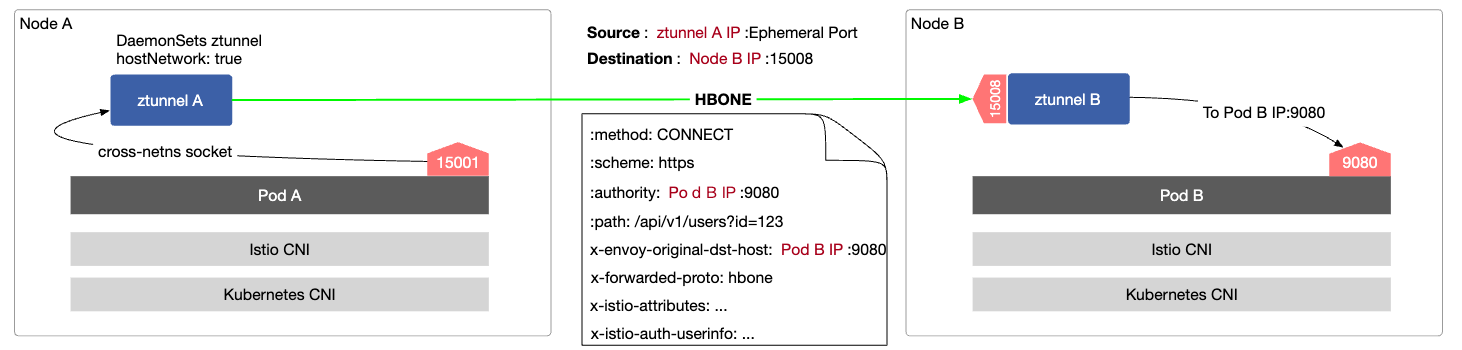 Node A
DaemonSets ztunnel
hostNetwork: true
ztunnel A
cross-netns socket
15001
Pod A
Istio CNI
Kubernetes CNI
Source : ztunnel A IP :Ephemeral Port
Destination : Node B IP :15008
HBONE
:method: CONNECT
:scheme: https
:authority: Po d B IP :9080
:path: /api/v1/users?id=123
x-envoy-original-dst-host: Pod B IP :9080
x-forwarded-proto: hbone
x-istio-attributes: ...
x-istio-auth-userinfo: ...
Node B
15008
ztunnel B
To Pod B IP:9080
9080
Pod B
Istio CNI
Kubernetes CNI